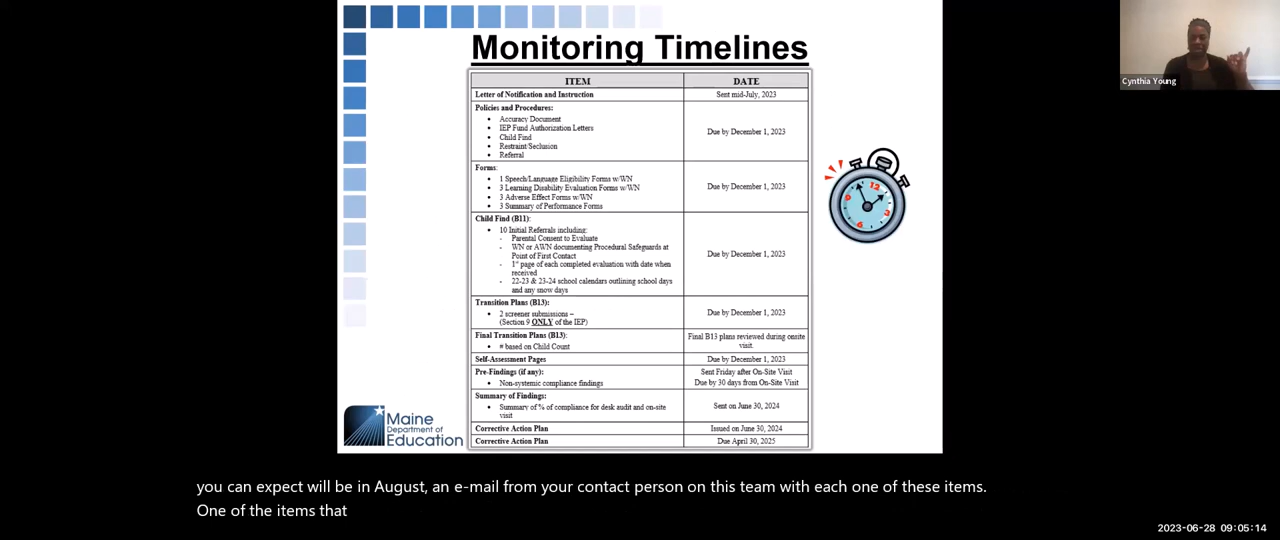 Monitoring Timelines
ITEM DATE
Letter of Notification and Instruction Sent mid-July, 2023
Policies and Procedures:
• Accuracy Document
• IEP Fund Authorization Letters
• Child Find
• Restraint/Seclusion
• Referral
Due by December 1, 2023
Forms:
• 1 Speech/Language Eligibility Forms w/WN
• 3 Learning Disability Evaluation Forms w/WN
• 3 Adverse Effect Forms w/WN
• 3 Summary of Performance Forms
Due by December 1, 2023
Child Find (B11):
• 10 Initial Referrals including:
- Parental Consent to Evaluate
- WN or AWN documenting Procedural Safeguards at
Point of First Contact
- 1st page of each completed evaluation with date when
received
- 22-23 & 23-24 school calendars outlining school days
and any snow days
Due by December 1, 2023
Transition Plans (B13):
• 2 screener submissions –
(Section 9 ONLY of the IEP)
Due by December 1, 2023
Final Transition Plans (B13):
• # based on Child Count
Final B13 plans reviewed during onsite
visit.
Self-Assessment Pages Due by December 1, 2023
Pre-Findings (if any):
• Non-systemic compliance findings
Sent Friday after On-Site Visit
Due by 30 days from On-Site Visit
Summary of Findings:
• Summary of % of compliance for desk audit and on-site
visit
Sent on June 30, 2024
Corrective Action Plan Issued on June 30, 2024
Corrective Action Plan Due April 30, 2025
12
3
6
9
Maine
Department of
Education
Cynthia Young
you can expect will be in August, an e-mail from your contact person on this team with each one of these items.
One of the items that
2023-06-28 09:05:14